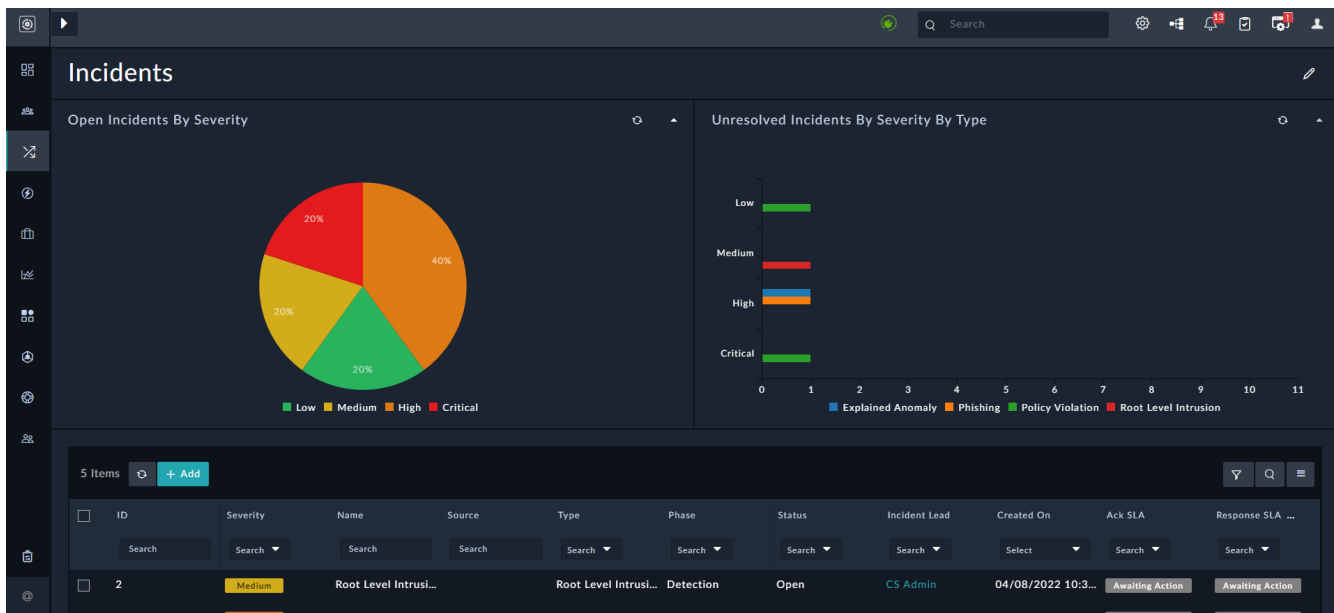 Search
13
!
Incidents
Open Incidents By Severity
Unresolved Incidents By Severity By Type
20%
40%
20%
20%
Low Medium High Critical
Low
Medium
High
Critical
0 1 2 3 4 5 6 7 8 9 10 11
Explained Anomaly Phishing Policy Violation Root Level Intrusion
5 Items + Add
ID Severity Name Source Type Phase Status Incident Lead Created On Ack SLA Response SLA ...
Search Search Search Search Search Search Search Search Select Search Search
2 Medium Root Level Intrusi... Root Level Intrusi... Detection Open CS Admin 04/08/2022 10:3... Awaiting Action Awaiting Action
@